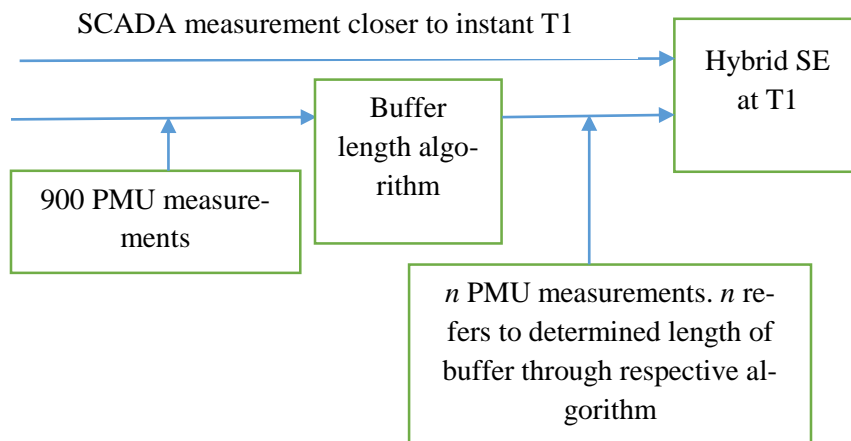 SCADA measurement closer to instant T1
Hybrid SE
at T1
Buffer
length algo-
rithm
900 PMU measure-
ments
n PMU measurements. n re-
fers to determined length of
buffer through respective al-
gorithm